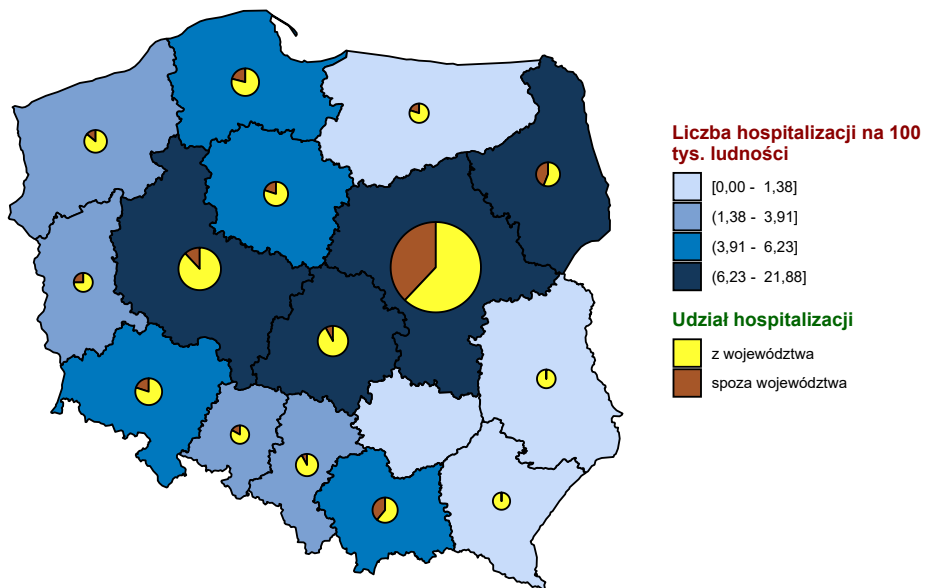 Liczba hospitalizacji na 100
tys. ludności
[0,00 - 1,38]
(1,38 - 3,91]
(3,91 - 6,23]
(6,23 - 21,88]
Udział hospitalizacji
z województwa
spoza województwa